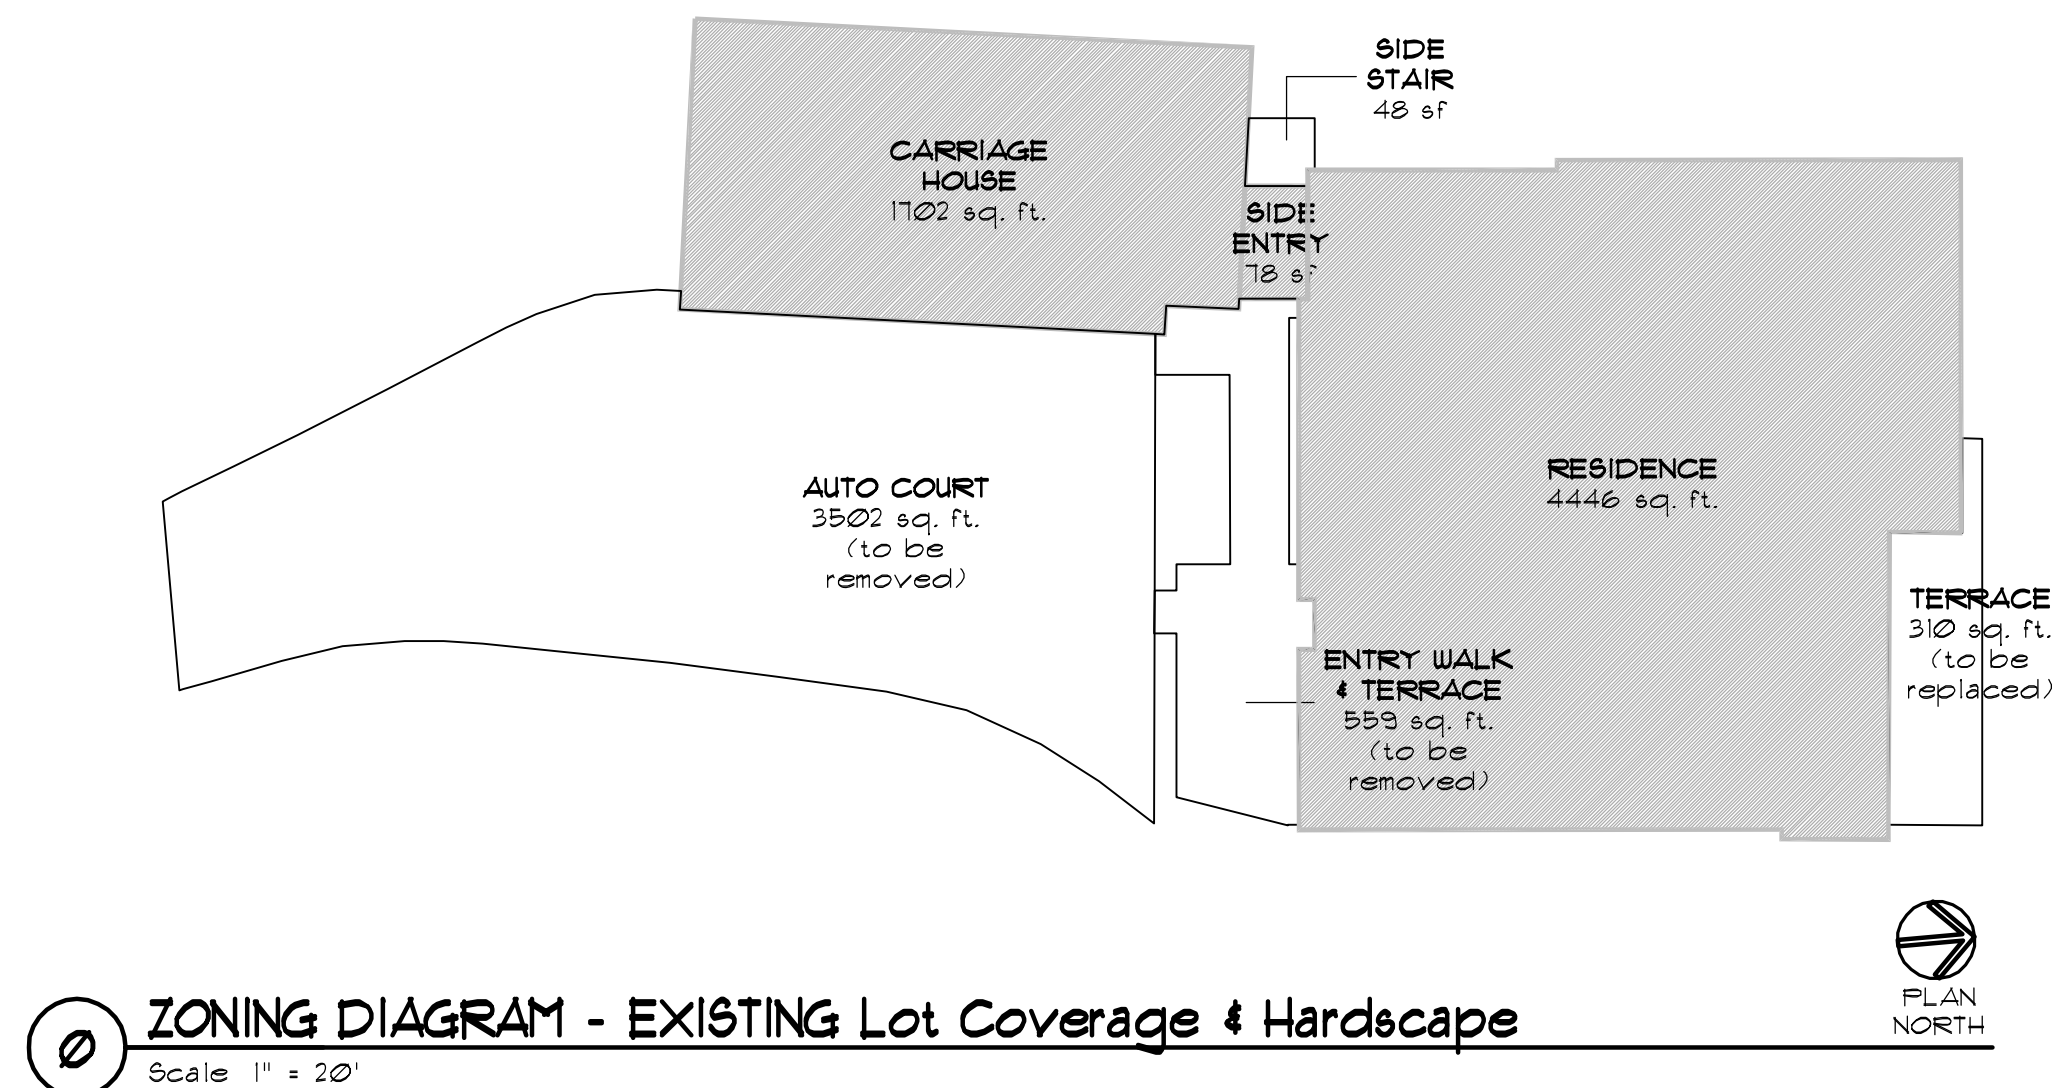 SIDE
STAIR
48 sf
CARRIAGE
HOUSE
1702 sq. ft.
SIDE
ENTRY
78 sf
RESIDENCE
4446 sq. ft.
AUTO COURT
3502 sq. ft.
(to be
removed)
TERRACE
310 sq. ft.
(to be
replaced)
ENTRY WALK
& TERRACE
559 sq. ft.
(to be
removed)
PLAN
NORTH
0
ZONING DIAGRAM - EXISTING Lot Coverage & Hardscape
Scale 1" = 20'